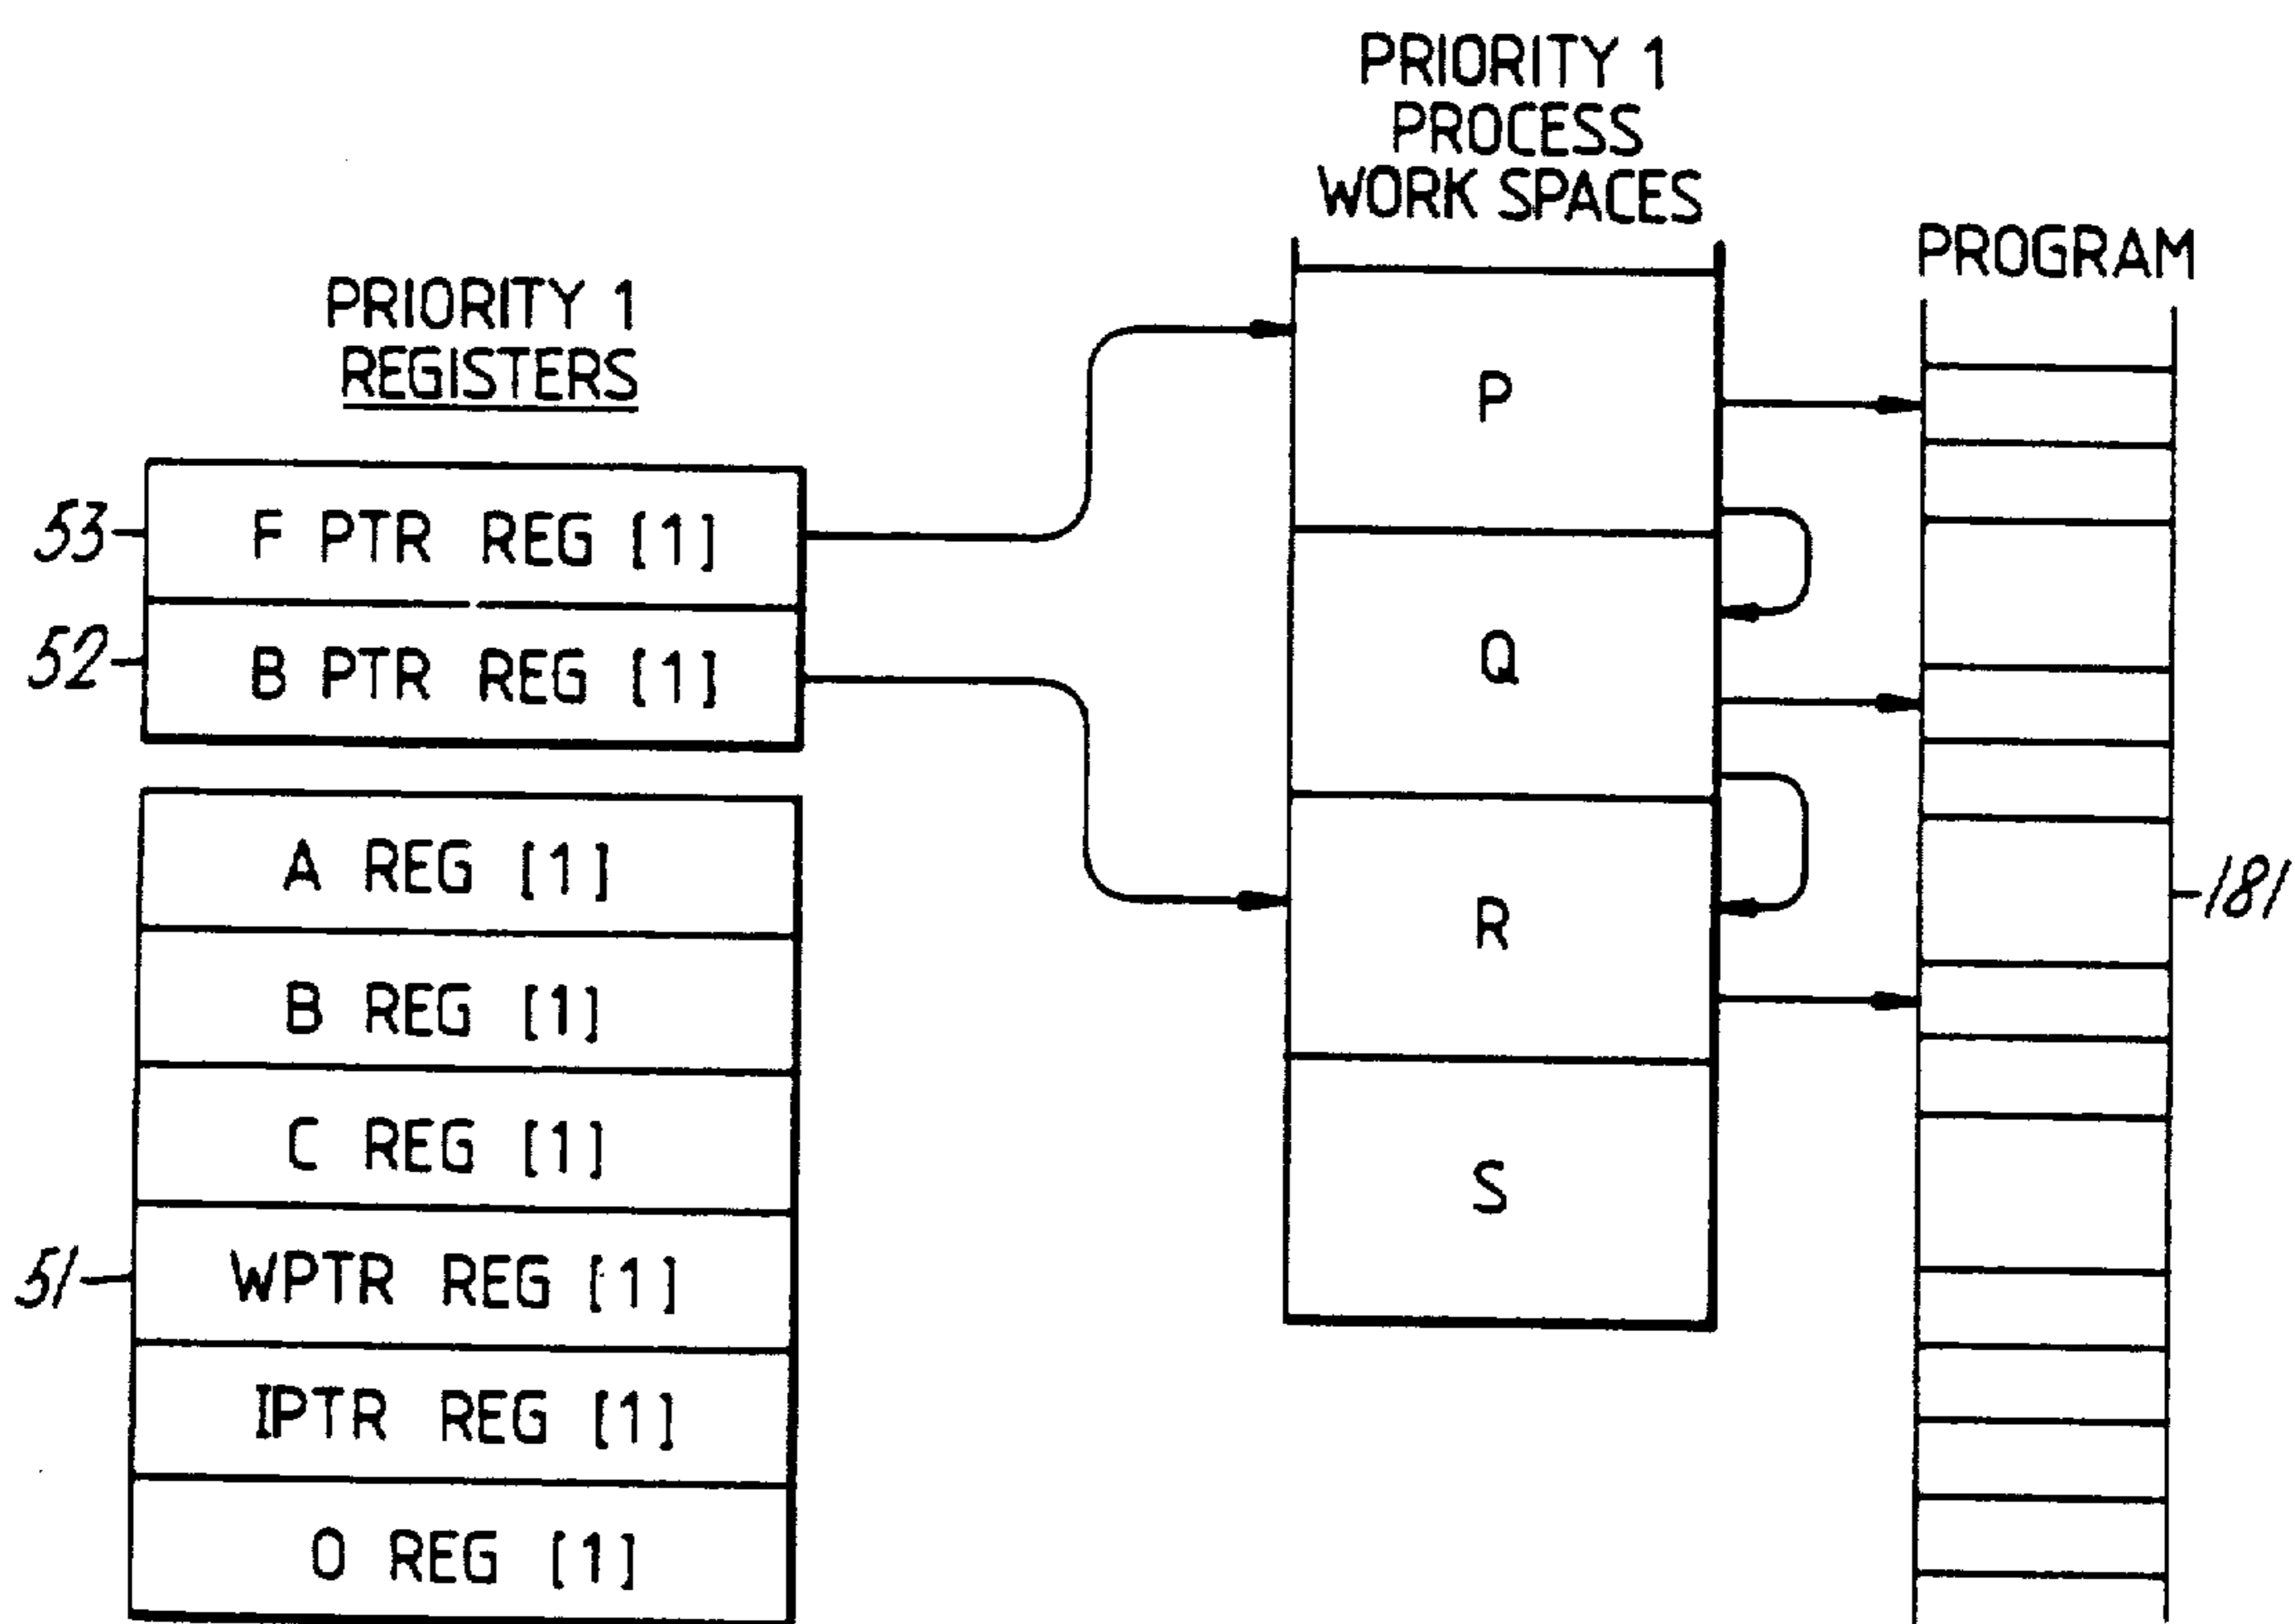 PRIORITY 1
REGISTERS
53
F PTR REG [1]
52
B PTR REG [1]
A REG [1]
B REG [1]
C REG [1]
51
WPTR REG [1]
IPTR REG [1]
O REG [1]
PRIORITY 1
PROCESS
WORK SPACES
P
Q
R
S
PROGRAM
181